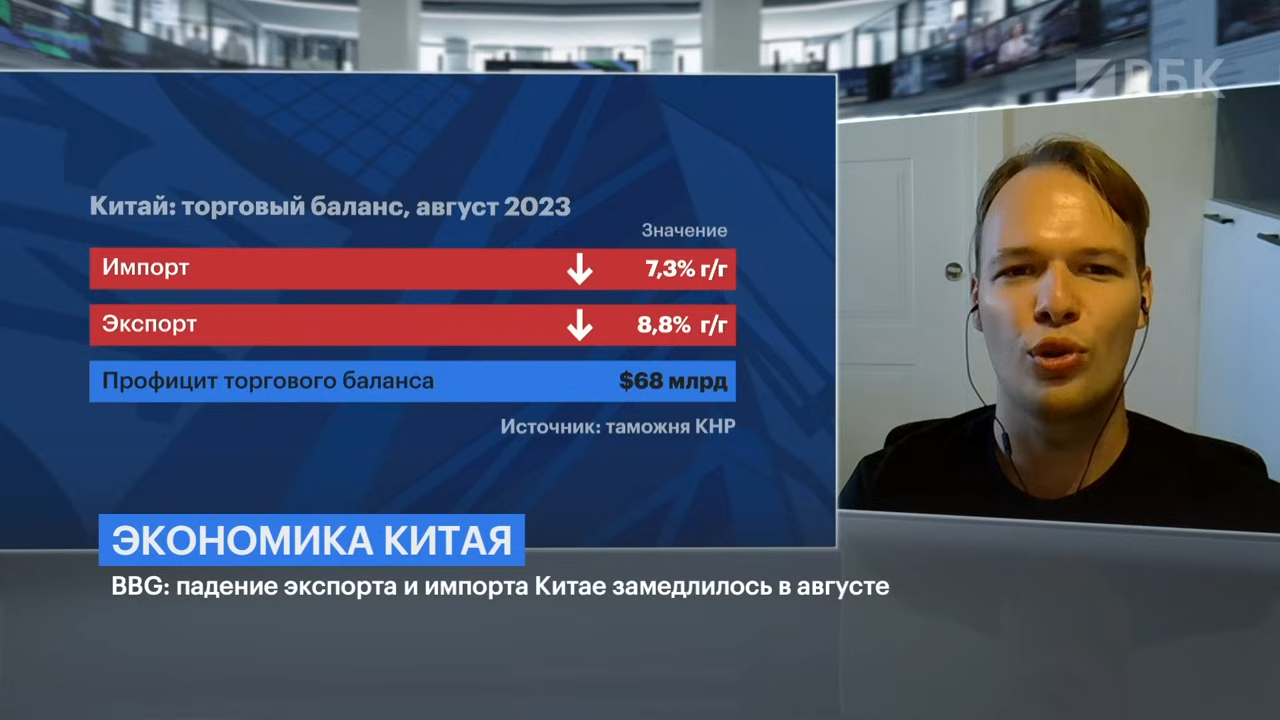 РБК
Китай: торговый баланс, август 2023
Значение
Импорт 7,3% г/г
Экспорт 8,8% г/г
Профицит торгового баланса $68 млрд
Источник: таможня КНР
ЭКОНОМИКА КИТАЯ
BBG: падение экспорта и импорта Китае замедлилось в августе